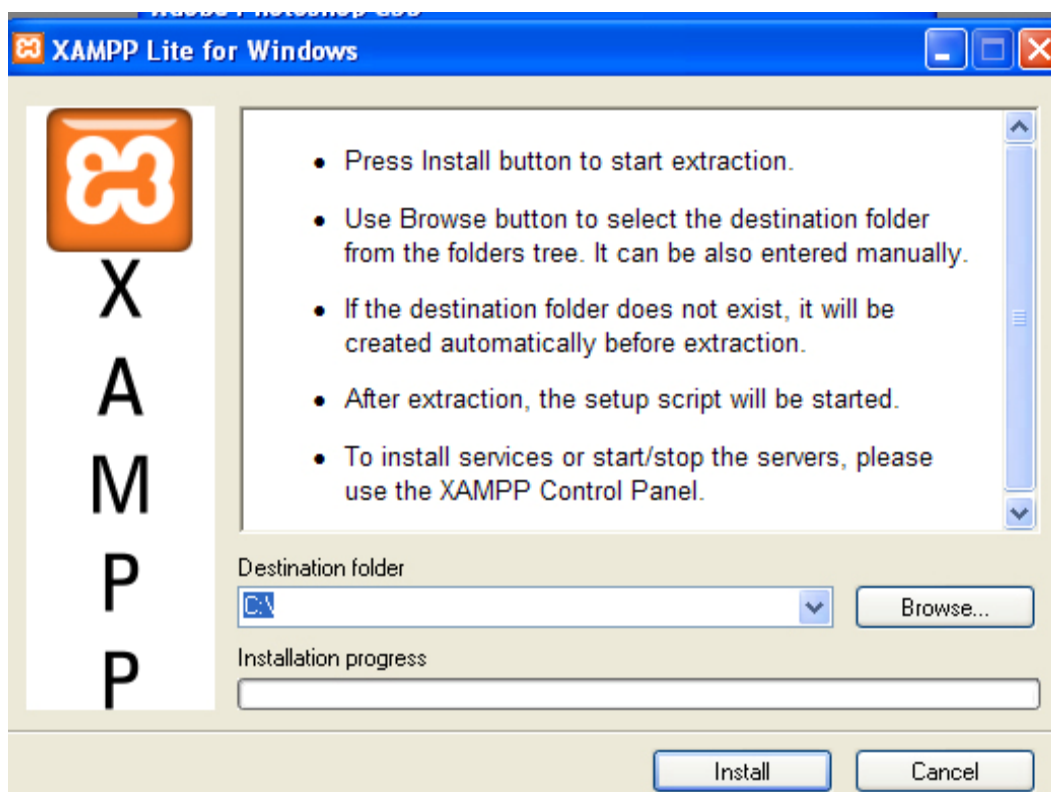 Adobe Photoshop CS3
XAMPP Lite for Windows
X
A
M
P
P
• Press Install button to start extraction.
• Use Browse button to select the destination folder
from the folders tree. It can be also entered manually.
• If the destination folder does not exist, it will be
created automatically before extraction.
• After extraction, the setup script will be started.
• To install services or start/stop the servers, please
use the XAMPP Control Panel.
Destination folder
C:\
Browse...
Installation progress
Install
Cancel